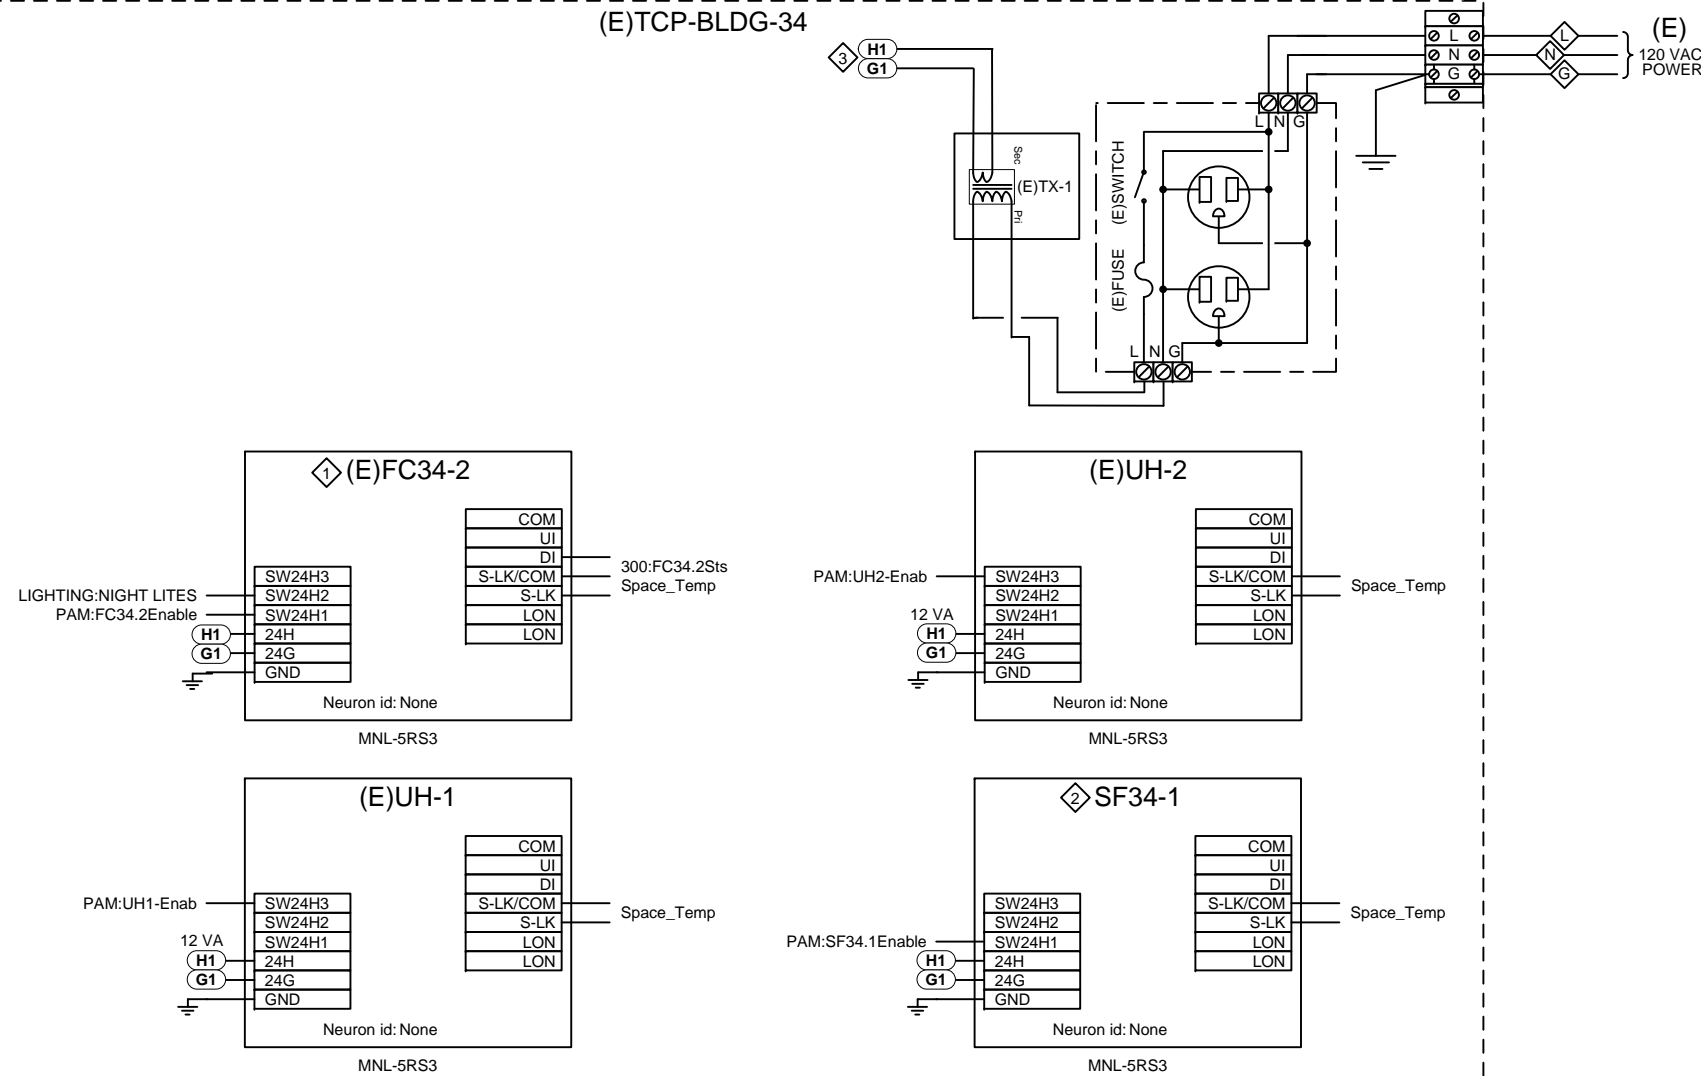 (E)TCP-BLDG-34
3
H1
G1
L
N
G
L
N
G
(E)
120 VAC
POWER
L N G
Sec
(E)TX-1
Pri
(E)SWITCH
(E)FUSE
L N G
1 (E)FC34-2
COM
UI
DI
S-LK/COM
S-LK
LON
LON
300:FC34.2Sts
Space_Temp
SW24H3
SW24H2
SW24H1
24H
24G
GND
LIGHTING:NIGHT LITES
PAM:FC34.2Enable
H1
G1
Neuron id: None
MNL-5RS3
(E)UH-2
COM
UI
DI
S-LK/COM
S-LK
LON
LON
Space_Temp
PAM:UH2-Enab
12 VA
H1
G1
SW24H3
SW24H2
SW24H1
24H
24G
GND
Neuron id: None
MNL-5RS3
(E)UH-1
COM
UI
DI
S-LK/COM
S-LK
LON
LON
Space_Temp
PAM:UH1-Enab
12 VA
H1
G1
SW24H3
SW24H2
SW24H1
24H
24G
GND
Neuron id: None
MNL-5RS3
2 SF34-1
COM
UI
DI
S-LK/COM
S-LK
LON
LON
Space_Temp
PAM:SF34.1Enable
H1
G1
SW24H3
SW24H2
SW24H1
24H
24G
GND
Neuron id: None
MNL-5RS3